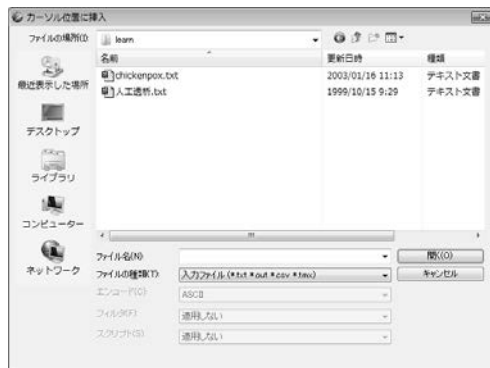 カーソル位置に挿入
ファイルの場所(I): learn
名前 更新日時 種類
chickenpox.txt 2003/01/16 11:13 テキスト文書
人工透析.txt 1999/10/15 9:29 テキスト文書
最近表示した場所
デスクトップ
ライブラリ
コンピューター
ネットワーク
ファイル名(N): 開く(O)
ファイルの種類(T): 入力ファイル (*.txt *.out *.csv *.tmx) キャンセル
エンコード(C) ASCII
フィルタ(F) 適用しない
スクリプト(S) 適用しない